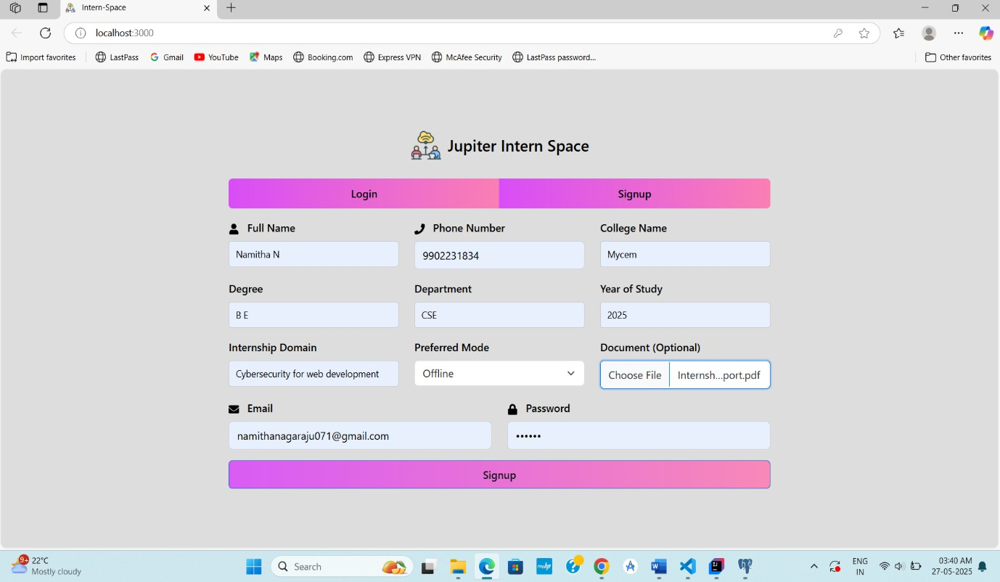 Intern-Space
localhost:3000
Import favorites LastPass Gmail YouTube Maps Booking.com Express VPN McAfee Security LastPass password... Other favorites
Jupiter Intern Space
Login Signup
Full Name Phone Number College Name
Namitha N 9902231834 Mycem
Degree Department Year of Study
B E CSE 2025
Internship Domain Preferred Mode Document (Optional)
Cybersecurity for web development Offline Choose File Internsh...port.pdf
Email Password
namithanagaraju071@gmail.com ••••••
Signup
9+ 22°C
Mostly cloudy
Search
myhp
ENG
IN
03:40 AM
27-05-2025